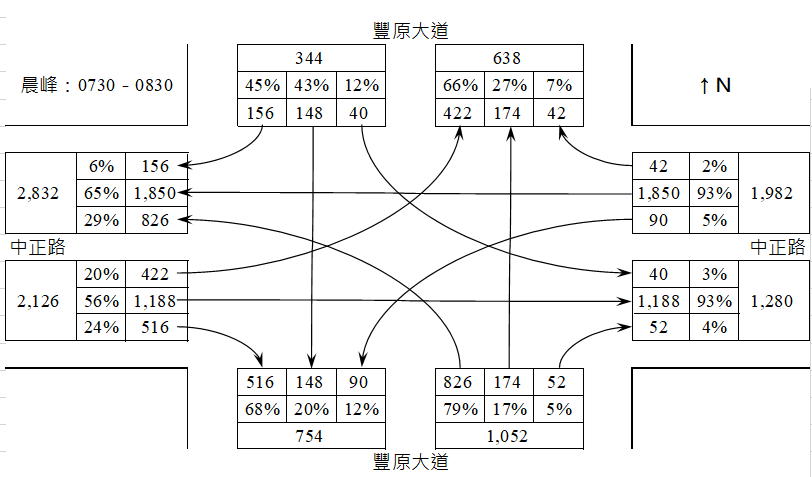 豐原大道
344 638
晨峰：0730－0830 45% 43% 12% 66% 27% 7% ↑N
156 148 40 422 174 42
6% 156 42 2%
2,832 65% 1,850 1,850 93% 1,982
29% 826 90 5%
中正路 中正路
20% 422 40 3%
2,126 56% 1,188 1,188 93% 1,280
24% 516 52 4%
516 148 90 826 174 52
68% 20% 12% 79% 17% 5%
754 1,052
豐原大道